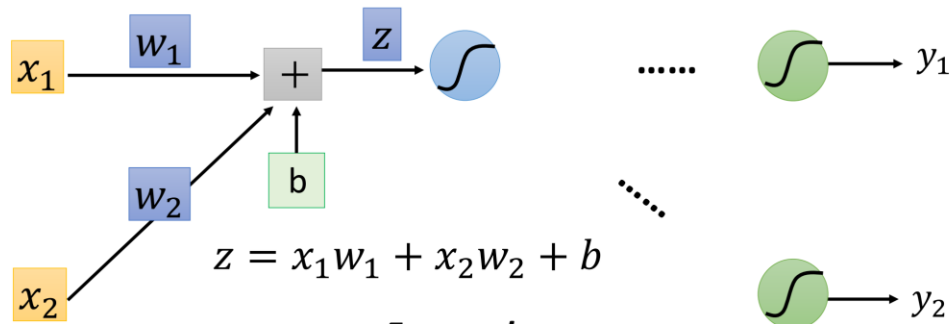 w₁
z
x₁
+
......
y₁
b
w₂
......
z = x₁w₁ + x₂w₂ + b
x₂
y₂